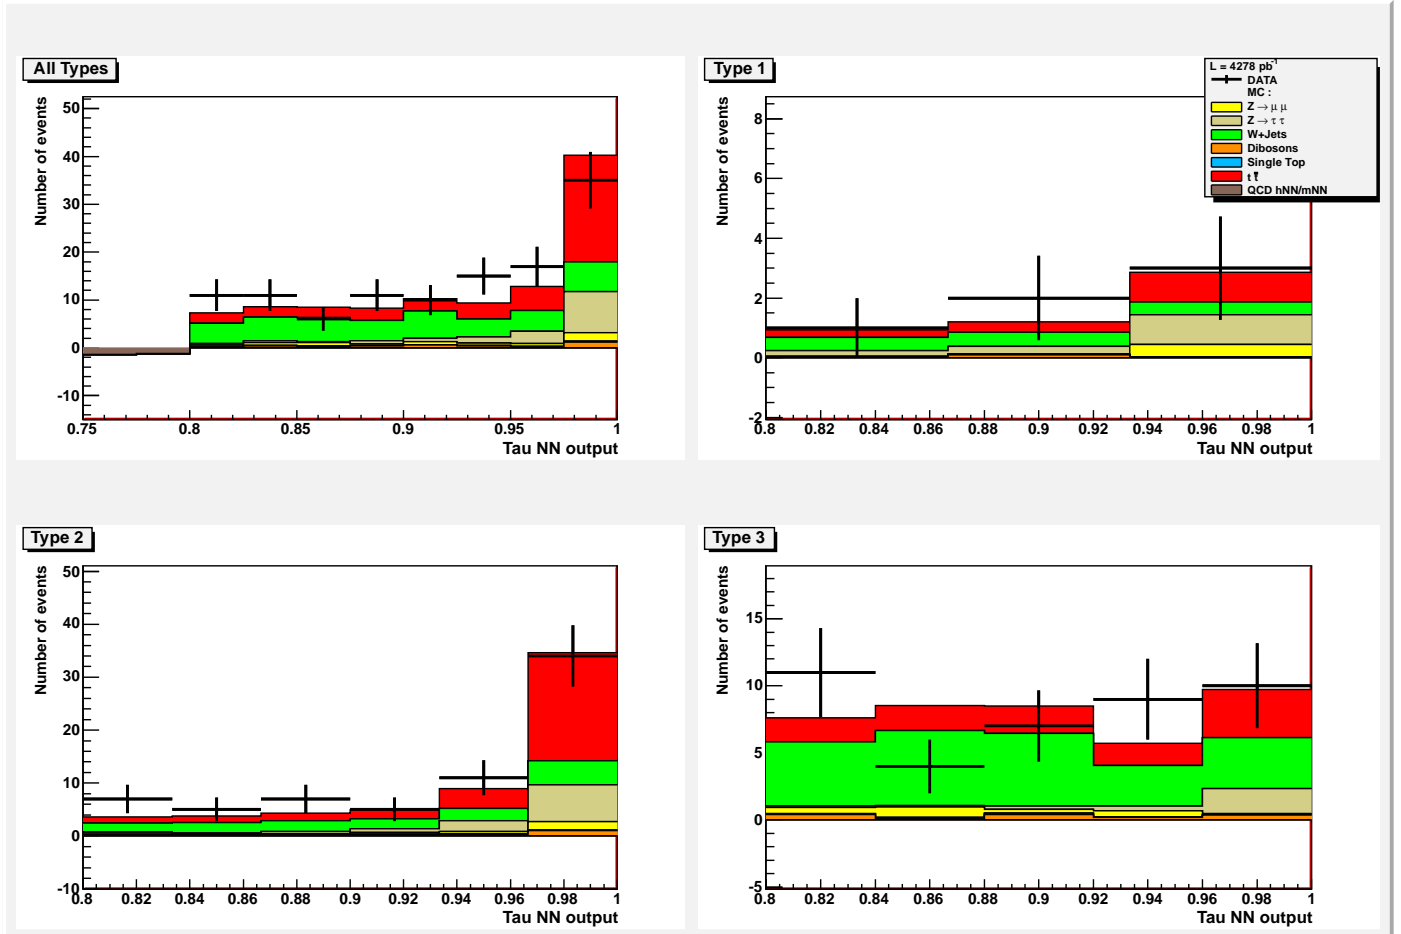 All Types
Number of events
50
40
30
20
10
0
-10
0.75 0.8 0.85 0.9 0.95 1
Tau NN output
Type 1
Number of events
8
6
4
2
0
-2
0.8 0.82 0.84 0.86 0.88 0.9 0.92 0.94 0.96 0.98 1
Tau NN output
L = 4278 pb-1
DATA
MC :
Z → μ μ
Z → τ τ
W+Jets
Dibosons
Single Top
QCD hNN/mNN
Type 2
Number of events
50
40
30
20
10
0
-10
0.8 0.82 0.84 0.86 0.88 0.9 0.92 0.94 0.96 0.98 1
Tau NN output
Type 3
Number of events
15
10
5
0
-5
0.8 0.82 0.84 0.86 0.88 0.9 0.92 0.94 0.96 0.98 1
Tau NN output